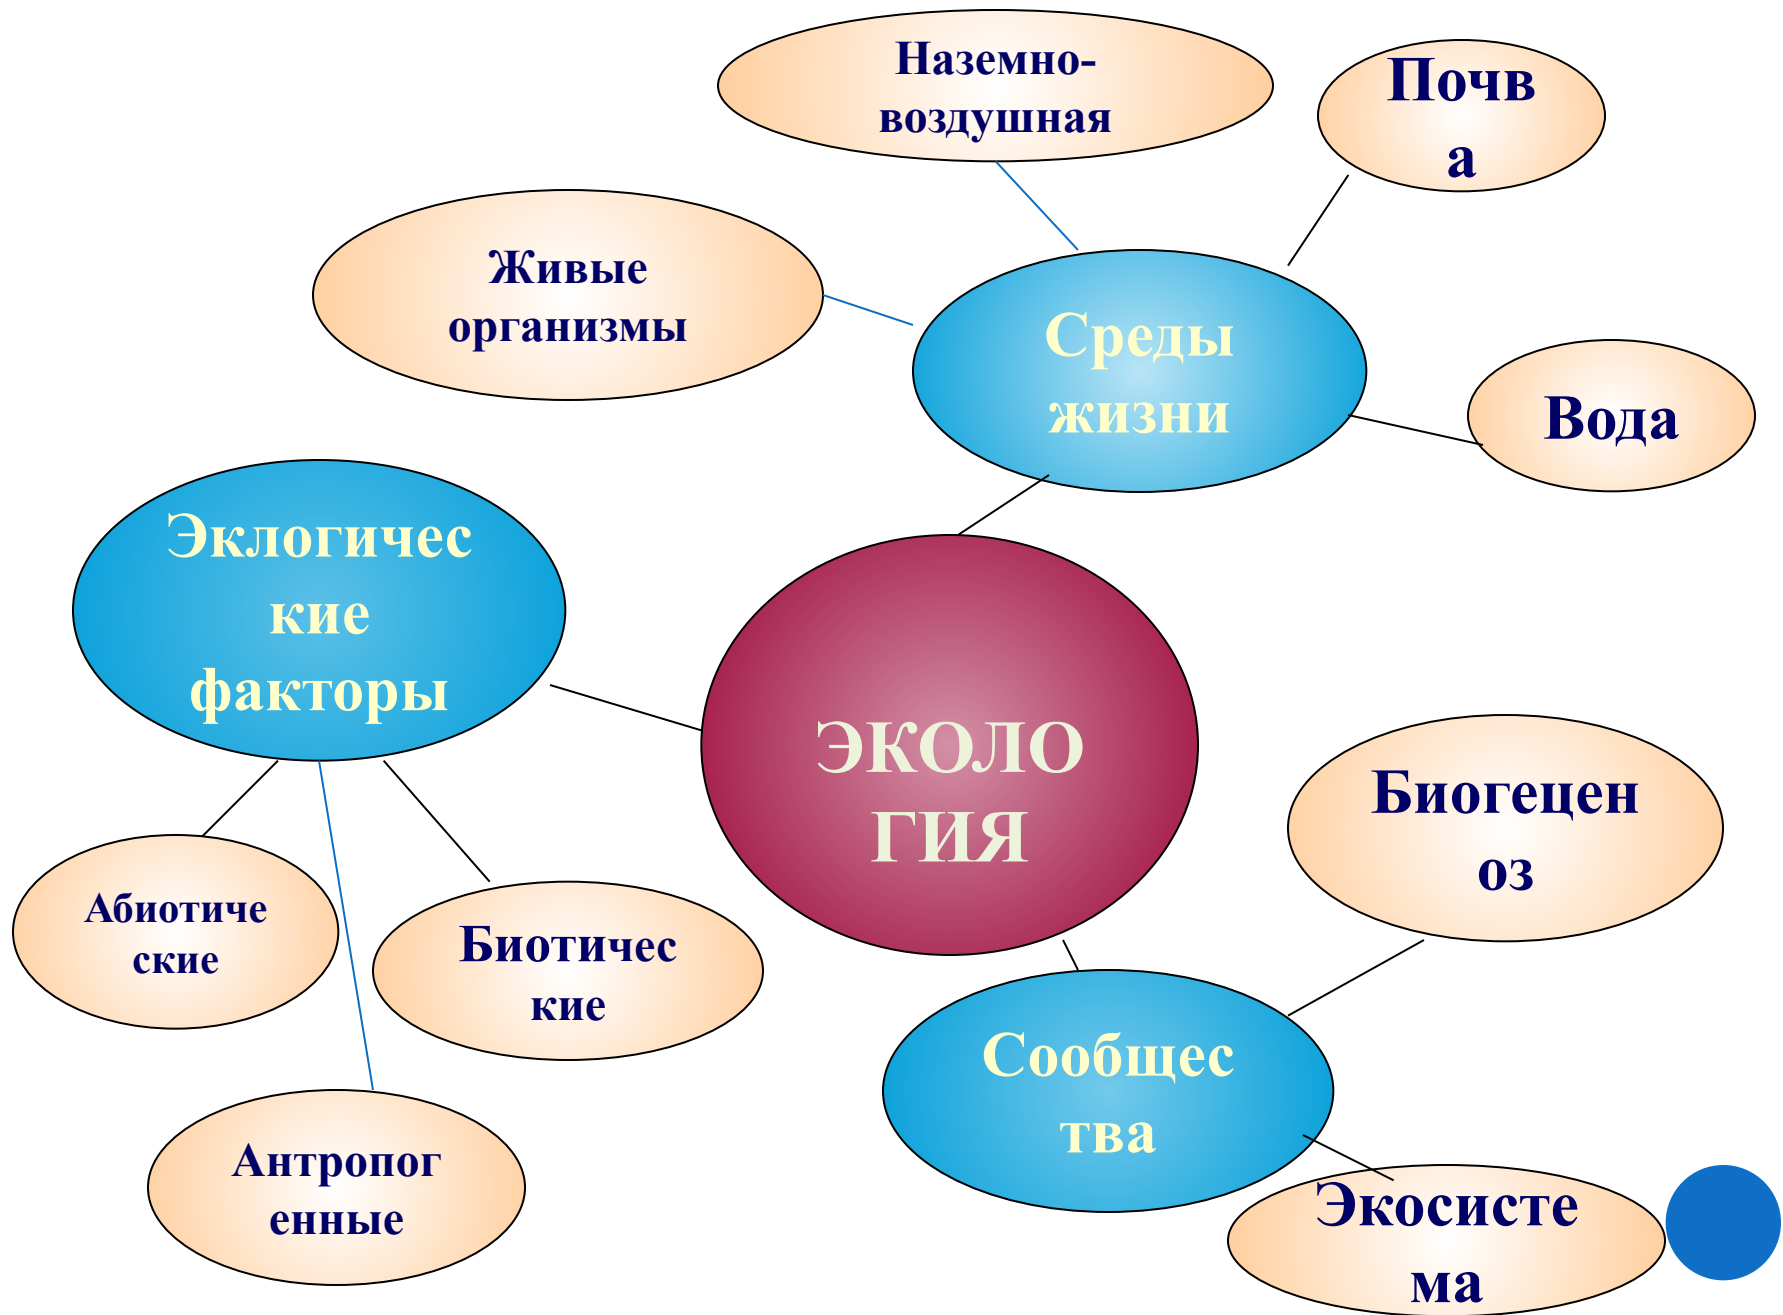 Наземно-
воздушная
Почв
а
Живые
организмы
Среды
жизни
Вода
Эклогичес
кие
факторы
ЭКОЛО
ГИЯ
Биогецен
оз
Абиотиче
ские
Биотичес
кие
Сообщес
тва
Антропог
енные
Экосисте
ма